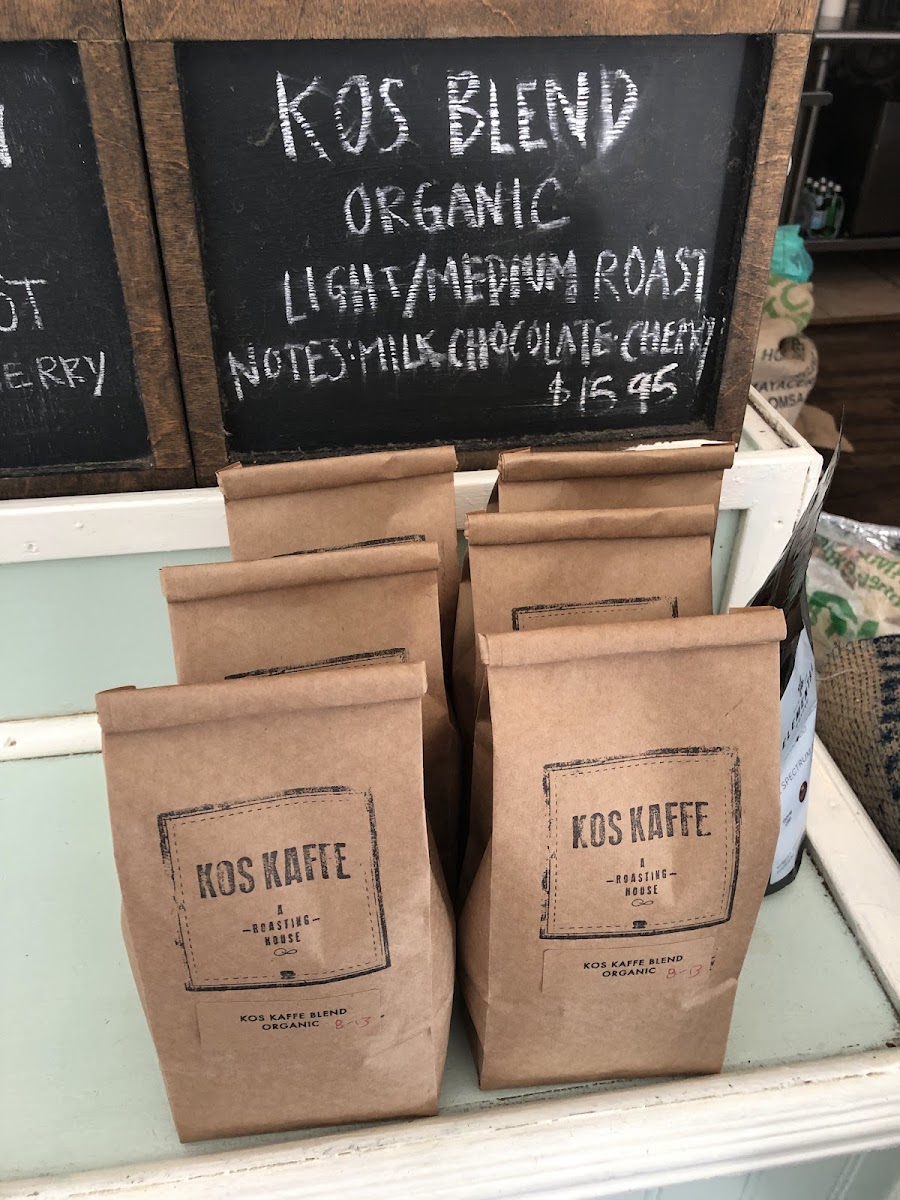 KOS BLEND
ORGANIC
LIGHT/MEDIUM ROAST
NOTES:MILK CHOCOLATE·CHERRY
$15.95
ERRY
KOS KAFFE
A
-ROASTING-
HOUSE
KOS KAFFE BLEND
ORGANIC 8-13
KOS KAFFE
A
-ROASTING-
HOUSE
KOS KAFFE BLEND
ORGANIC 8-13
SPECTRUM